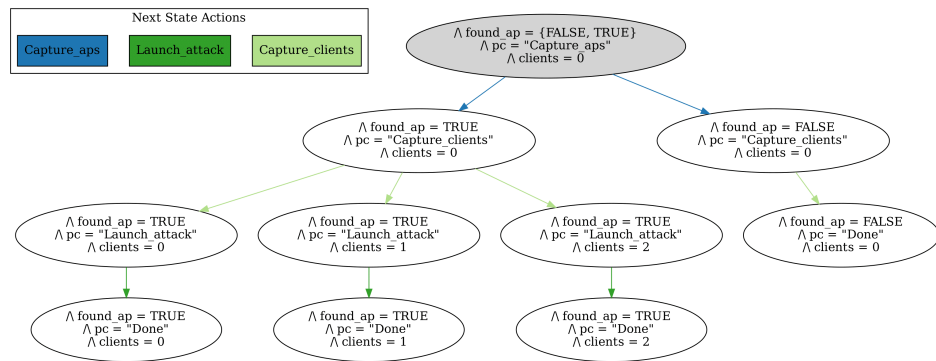 Next State Actions
Capture_aps
Launch_attack
Capture_clients
/\ found_ap = {FALSE, TRUE}
/\ pc = "Capture_aps"
/\ clients = 0
/\ found_ap = TRUE
/\ pc = "Capture_clients"
/\ clients = 0
/\ found_ap = FALSE
/\ pc = "Capture_clients"
/\ clients = 0
/\ found_ap = TRUE
/\ pc = "Launch_attack"
/\ clients = 0
/\ found_ap = TRUE
/\ pc = "Launch_attack"
/\ clients = 1
/\ found_ap = TRUE
/\ pc = "Launch_attack"
/\ clients = 2
/\ found_ap = FALSE
/\ pc = "Done"
/\ clients = 0
/\ found_ap = TRUE
/\ pc = "Done"
/\ clients = 0
/\ found_ap = TRUE
/\ pc = "Done"
/\ clients = 1
/\ found_ap = TRUE
/\ pc = "Done"
/\ clients = 2